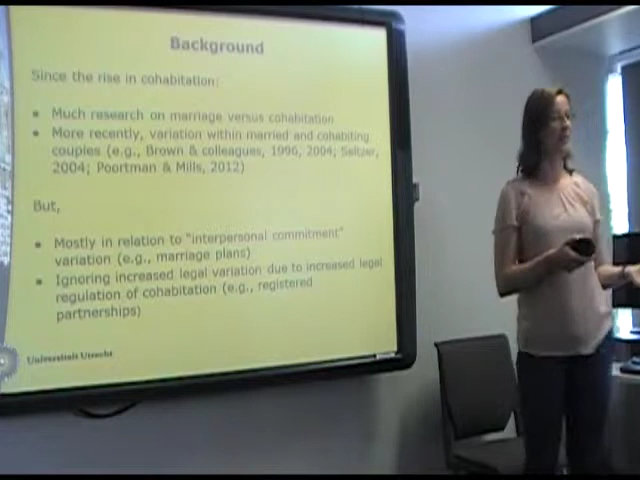 Background
Since the rise in cohabitation:
Much research on marriage versus cohabitation
More recently, variation within married and cohabiting
couples (e.g., Brown & colleagues, 1996, 2004; Seltzer,
2004; Poortman & Mills, 2012)
But,
Mostly in relation to "interpersonal commitment"
variation (e.g., marriage plans)
Ignoring increased legal variation due to increased legal
regulation of cohabitation (e.g., registered
partnerships)
Universiteit Utrecht